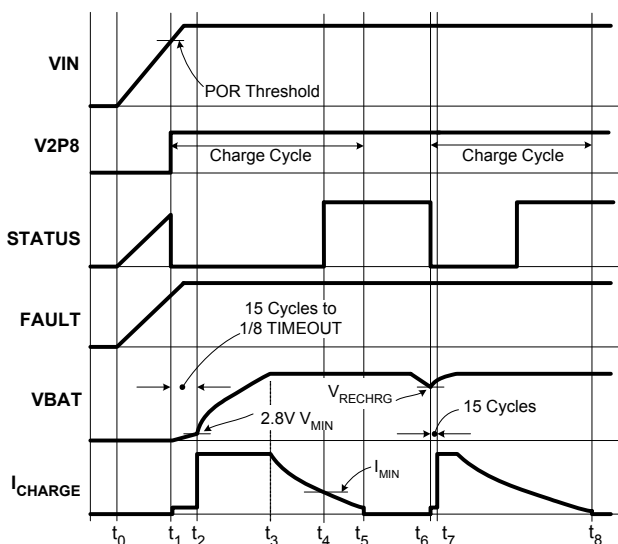 VIN
POR Threshold
V2P8
Charge Cycle
Charge Cycle
STATUS
FAULT
15 Cycles to
1/8 TIMEOUT
VBAT
VRECHRG
15 Cycles
2.8V VMIN
ICHARGE
IMIN
t0 t1 t2 t3 t4 t5 t6 t7 t8